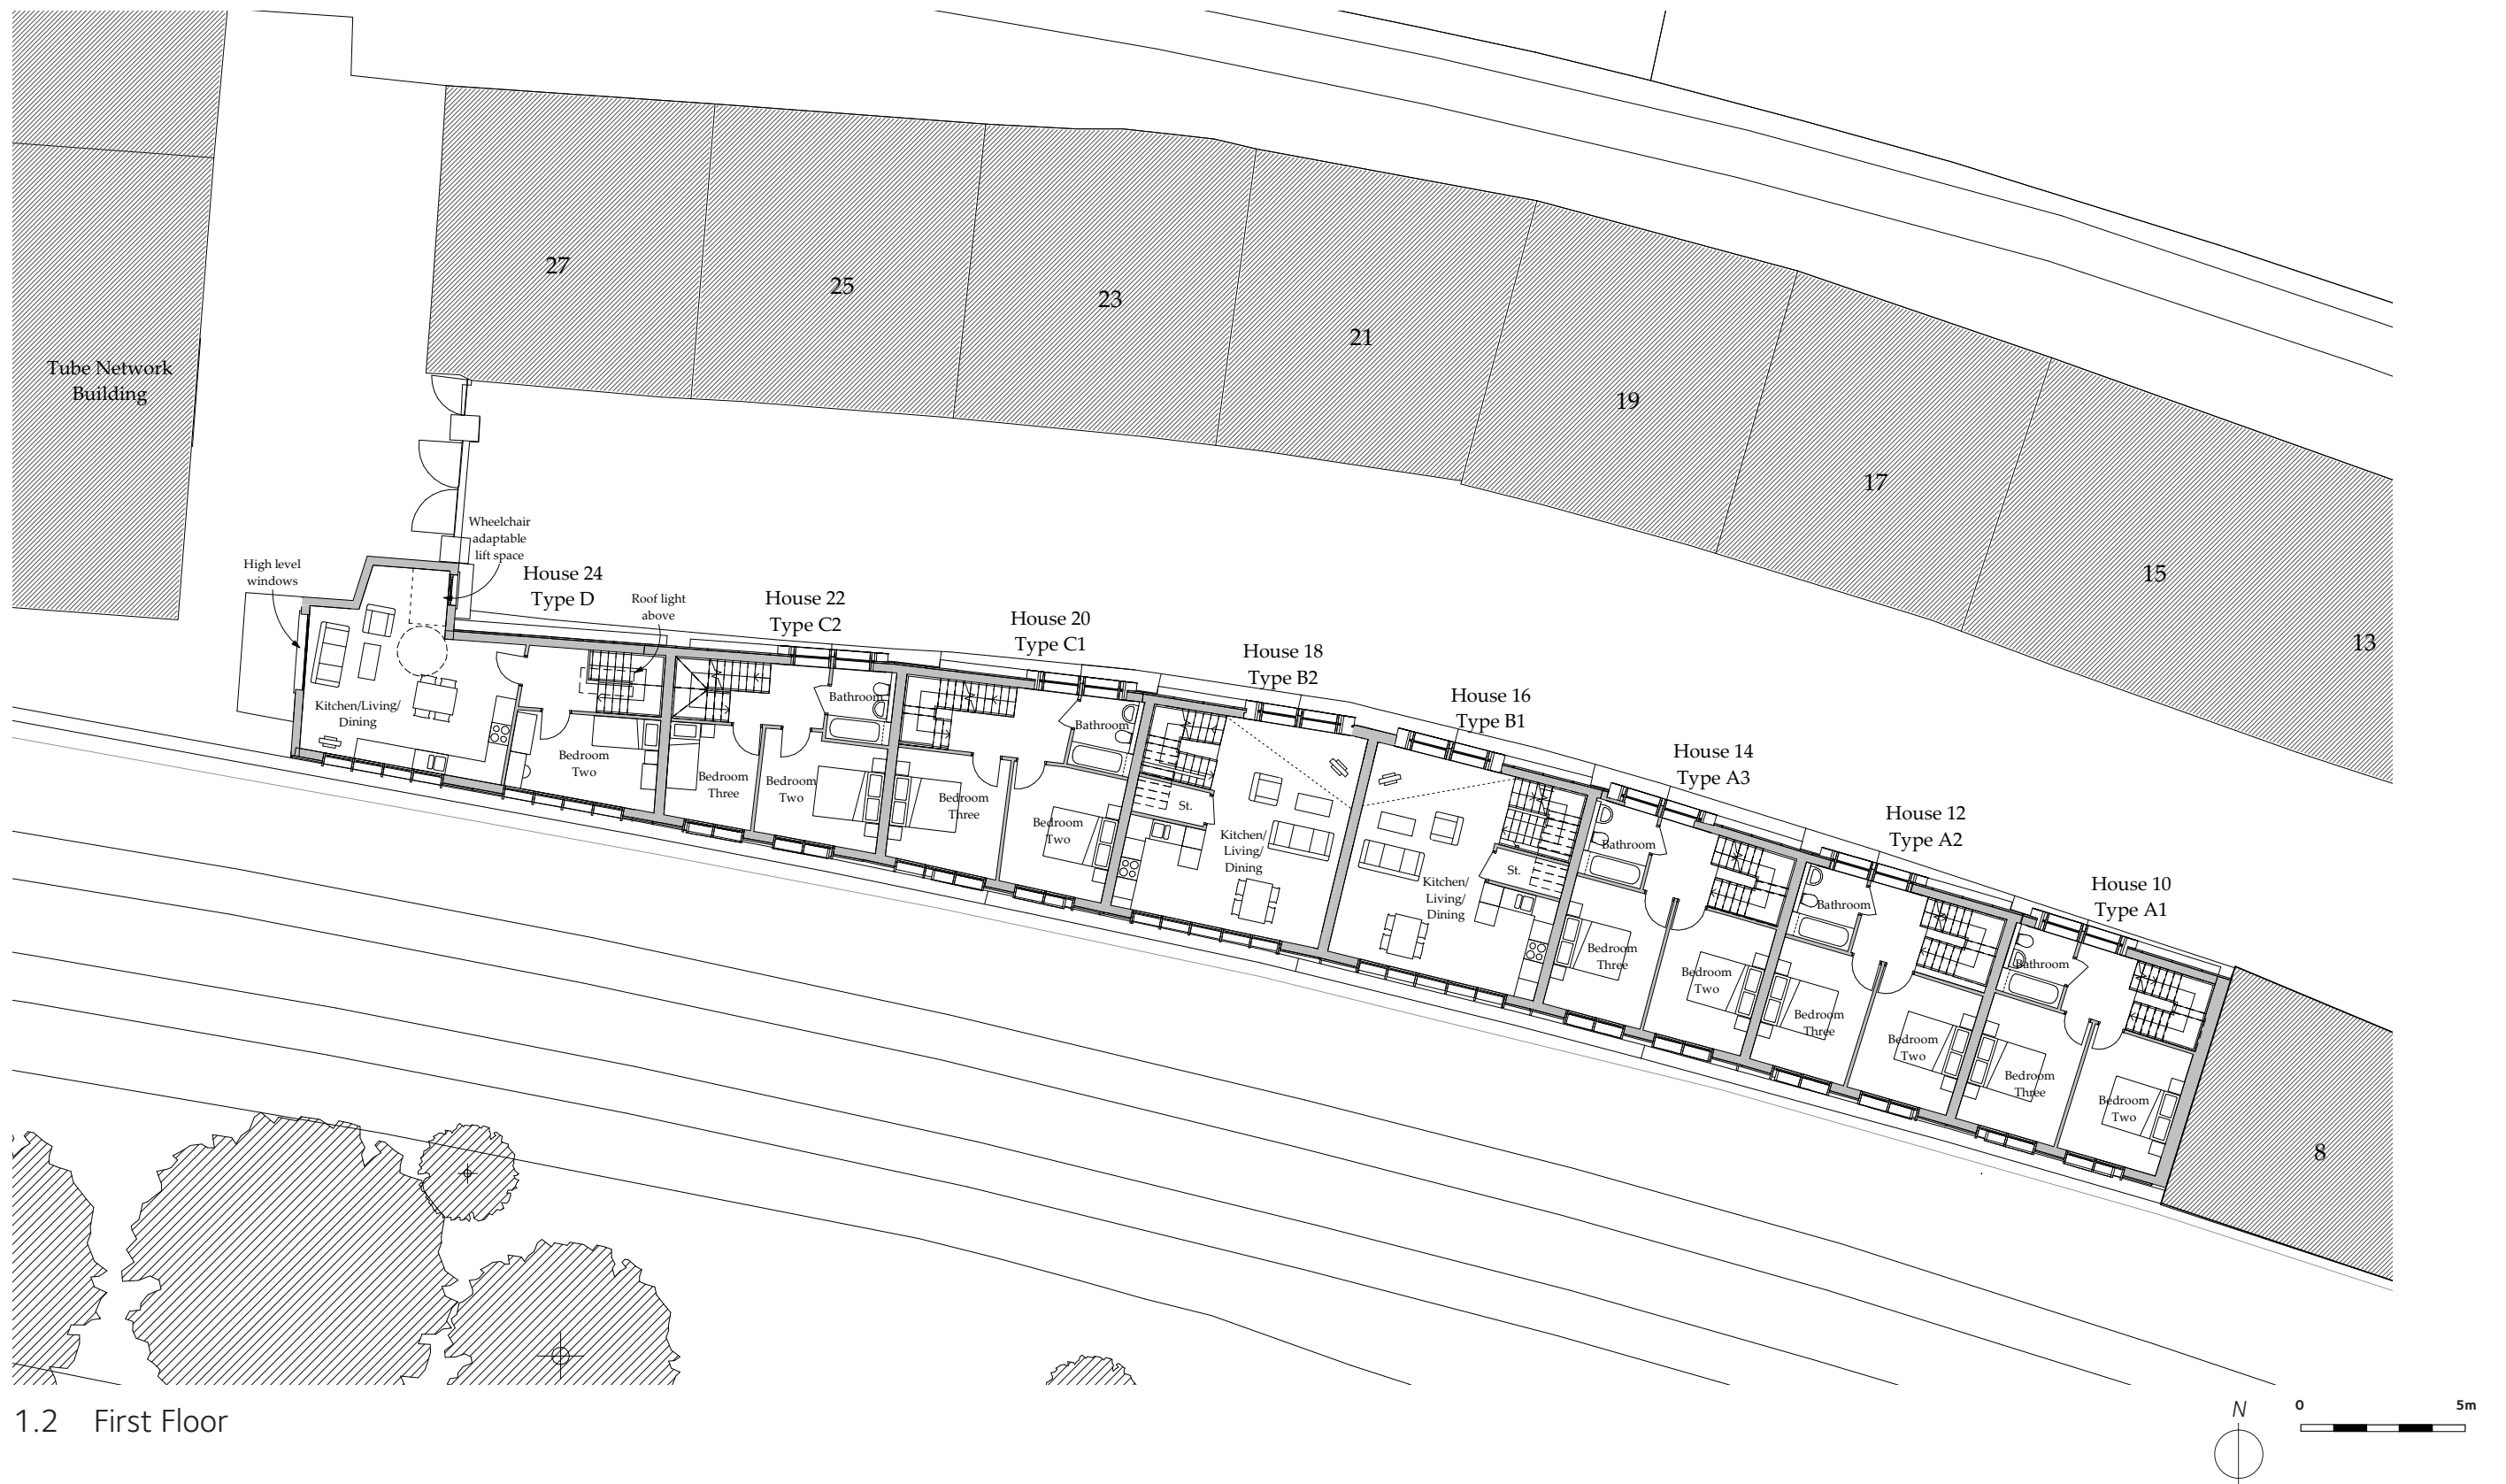 27
25
23
21
19
17
15
13
8
Tube Network
Building
High level
windows
Wheelchair
adaptable
lift space
House 24
Type D
Roof light
above
House 22
Type C2
House 20
Type C1
House 18
Type B2
House 16
Type B1
House 14
Type A3
House 12
Type A2
House 10
Type A1
Kitchen/Living/
Dining
Bedroom
Two
Bedroom
Three
Bedroom
Two
Bathroom
Bedroom
Three
Bedroom
Two
Bathroom
St.
Kitchen/
Living/
Dining
Kitchen/
Living/
Dining
St.
Bathroom
Bedroom
Three
Bedroom
Two
Bathroom
Bedroom
Three
Bedroom
Two
Bathroom
Bedroom
Three
Bedroom
Two
1.2 First Floor
N
0 5m